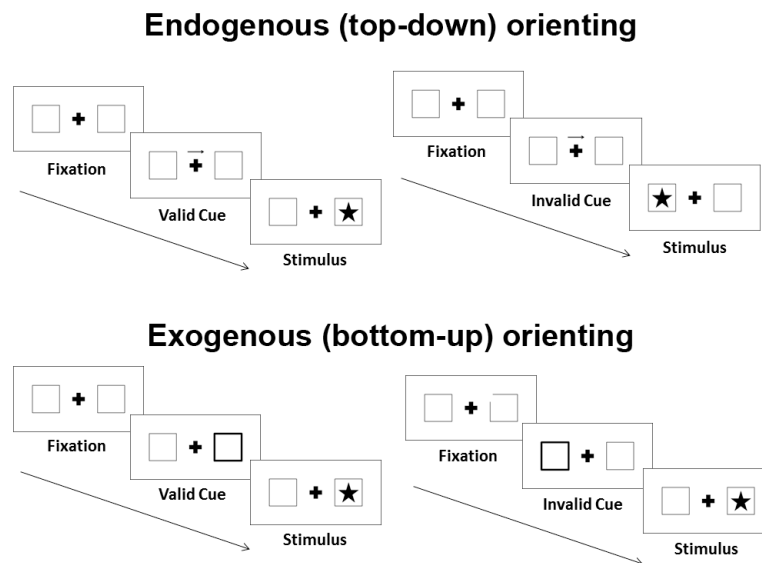 Endogenous (top-down) orienting
Fixation
Valid Cue
Stimulus
Fixation
Invalid Cue
Stimulus
Exogenous (bottom-up) orienting
Fixation
Valid Cue
Stimulus
Fixation
Invalid Cue
Stimulus